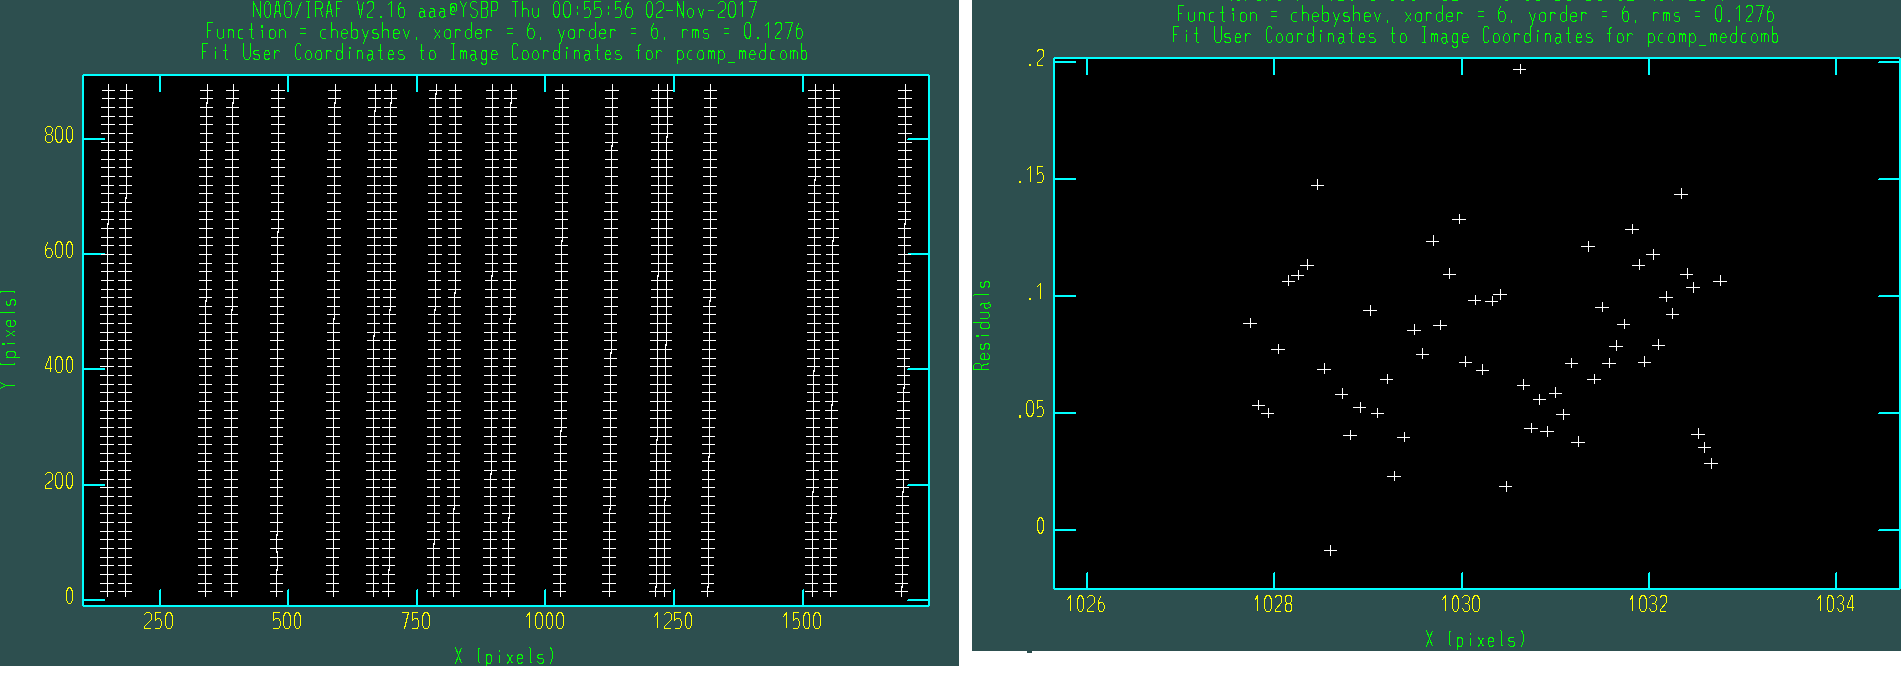 NOAO/IRAF V2.16 aaa@YSBP Thu 00:55:56 02-Nov-2017
Function = chebyshev, xorder = 6, yorder = 6, rms = 0.1276
Fit User Coordinates to Image Coordinates for pcomp_medcomb
800
600
400
200
0
Y (pixels)
250
500
750
1000
1250
1500
X (pixels)
Function = chebyshev, xorder = 6, yorder = 6, rms = 0.1276
Fit User Coordinates to Image Coordinates for pcomp_medcomb
.2
.15
.1
.05
0
Residuals
1026
1028
1030
1032
1034
X (pixels)